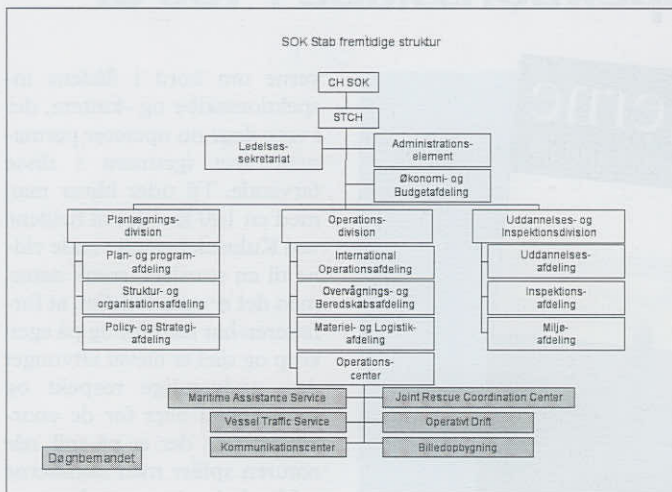 SOK Stab fremtidige struktur
CH SOK
STCH
Ledelses-
sekretariat
Administrations-
element
Økonomi- og
Budgetafdeling
Planlægnings-
division
Plan- og program-
afdeling
Struktur- og
organisationsafdeling
Policy- og Strategi-
afdeling
Operations-
division
International
Operationsafdeling
Overvågnings- og
Beredskabsafdeling
Materiel- og Logistik-
afdeling
Operations-
center
Uddannelses- og
Inspektionsdivision
Uddannelses-
afdeling
Inspektions-
afdeling
Miljø-
afdeling
Maritime Assistance Service
Joint Rescue Coordination Center
Vessel Traffic Service
Operativt Drift
Kommunikationscenter
Billedopbygning
Døgnbemandet